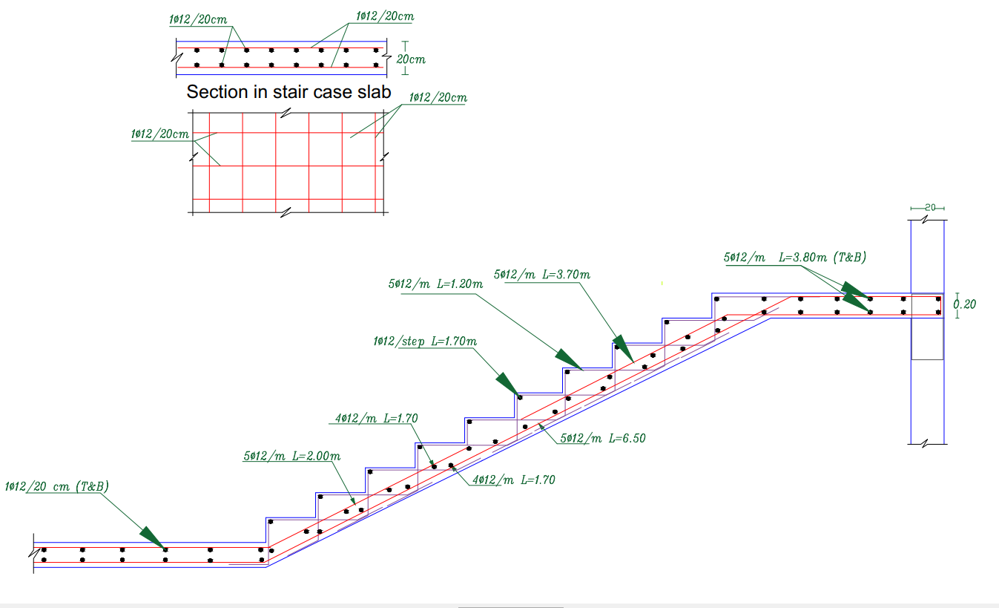 1ø12/20cm
1ø12/20cm
20cm
Section in stair case slab
1ø12/20cm
1ø12/20cm
20
5ø12/m L=3.80m (T&B)
5ø12/m L=3.70m
5ø12/m L=1.20m
0.20
1ø12/step L=1.70m
4ø12/m L=1.70
5ø12/m L=6.50
5ø12/m L=2.00m
4ø12/m L=1.70
1ø12/20 cm (T&B)